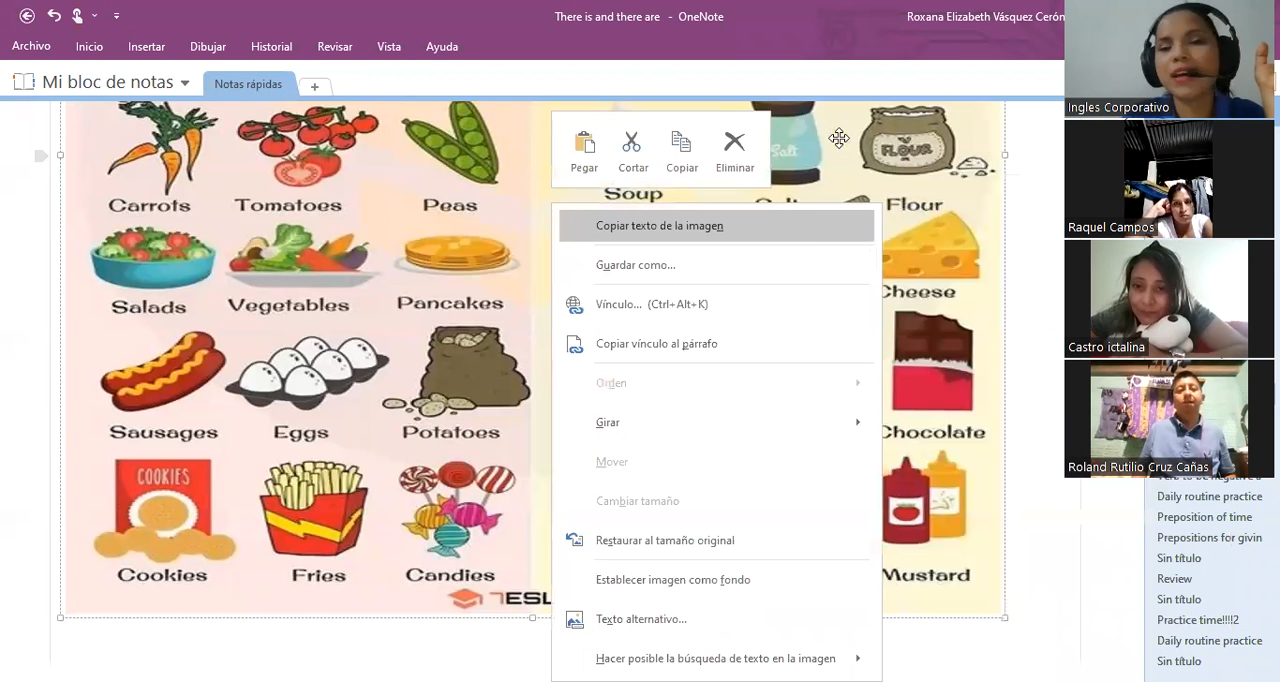 There is and there are - OneNote
Roxana Elizabeth Vásquez Cerón
Archivo
Inicio
Insertar
Dibujar
Historial
Revisar
Vista
Ayuda
Mi bloc de notas
Notas rápidas
Ingles Corporativo
Raquel Campos
Castro ictalina
Roland Rutilio Cruz Cañas
Pegar
Cortar
Copiar
Eliminar
Copiar texto de la imagen
Guardar como...
Vínculo... (Ctrl+Alt+K)
Copiar vínculo al párrafo
Orden
Girar
Mover
Cambiar tamaño
Restaurar al tamaño original
Establecer imagen como fondo
Texto alternativo...
Hacer posible la búsqueda de texto en la imagen
Carrots
Tomatoes
Peas
Soup
Salt
FLOUR
Flour
Salads
Vegetables
Pancakes
Cheese
Sausages
Eggs
Potatoes
Chocolate
COOKIES
Cookies
Fries
Candies
Mustard
7ESL
Daily routine practice
Preposition of time
Prepositions for givin
Sin título
Review
Sin título
Practice time!!!!2
Daily routine practice
Sin título